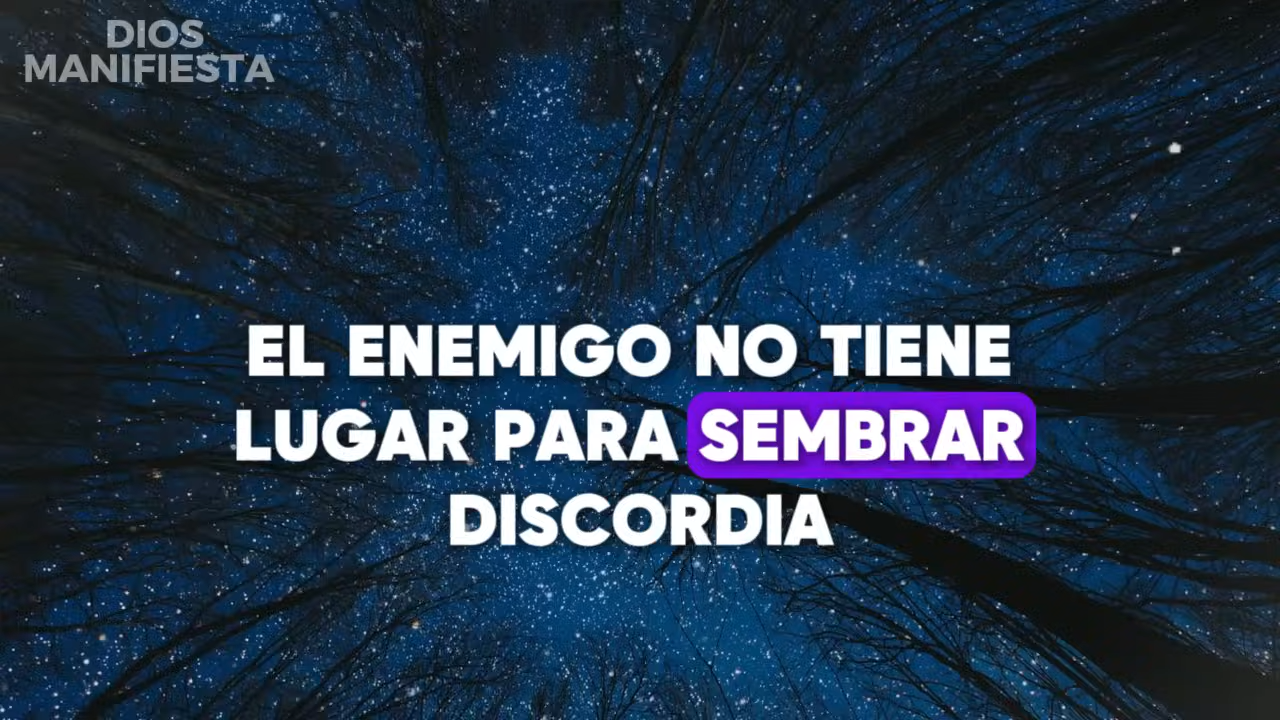 DIOS
MANIFIESTA
EL ENEMIGO NO TIENE
LUGAR PARA SEMBRAR
DISCORDIA